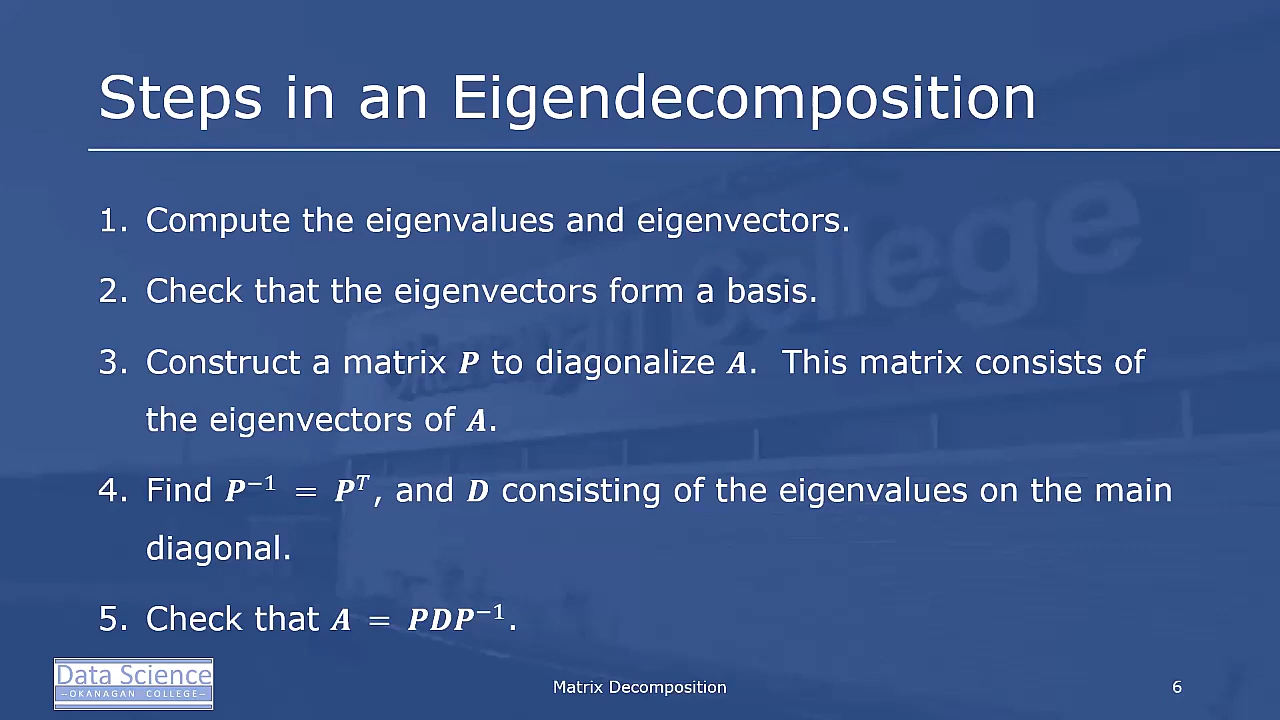 Steps in an Eigendecomposition
1. Compute the eigenvalues and eigenvectors.
2. Check that the eigenvectors form a basis.
3. Construct a matrix P to diagonalize A. This matrix consists of
the eigenvectors of A.
4. Find P⁻¹ = Pᵀ, and D consisting of the eigenvalues on the main
diagonal.
5. Check that A = PDP⁻¹.
Okanagan College
Data Science
–OKANAGAN COLLEGE–
Matrix Decomposition
6